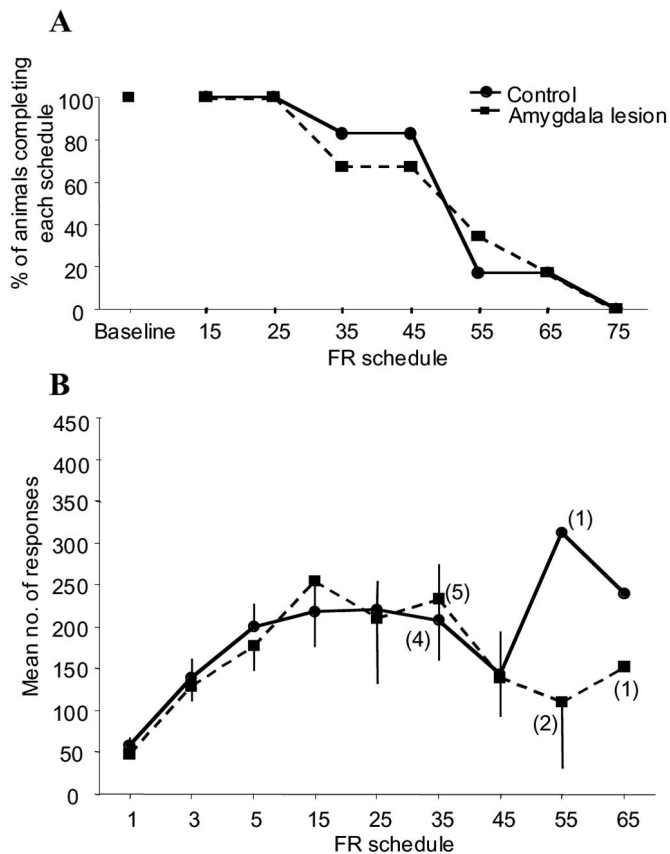 A
% of animals completing
each schedule
100
80
60
40
20
0
Control
Amygdala lesion
Baseline 15 25 35 45 55 65 75
FR schedule
B
Mean no. of responses
450
400
350
300
250
200
150
100
50
0
(1)
(5)
(4)
(2)
(1)
1 3 5 15 25 35 45 55 65
FR schedule